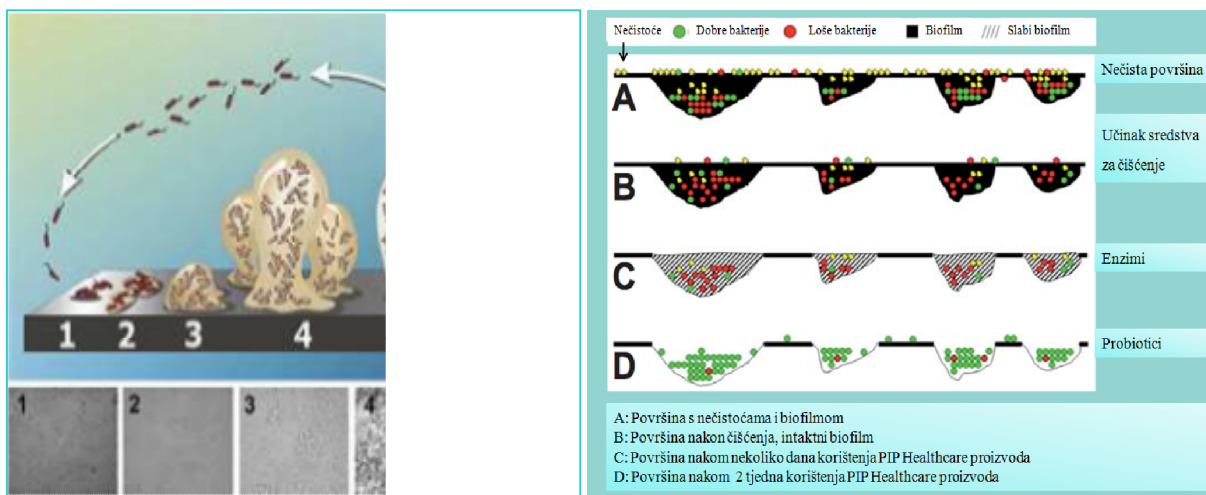 1 2 3 4
1 2 3 4
Nečistoće Dobre bakterije Loše bakterije Biofilm Slabi biofilm
A
Nečista površina
B
Učinak sredstva
za čišćenje
C
Enzimi
D
Probiotici
A: Površina s nečistoćama i biofilmom
B: Površina nakon čišćenja, intaktni biofilm
C: Površina nakom nekoliko dana korištenja PIP Healthcare proizvoda
D: Površina nakom 2 tjedna korištenja PIP Healthcare proizvoda